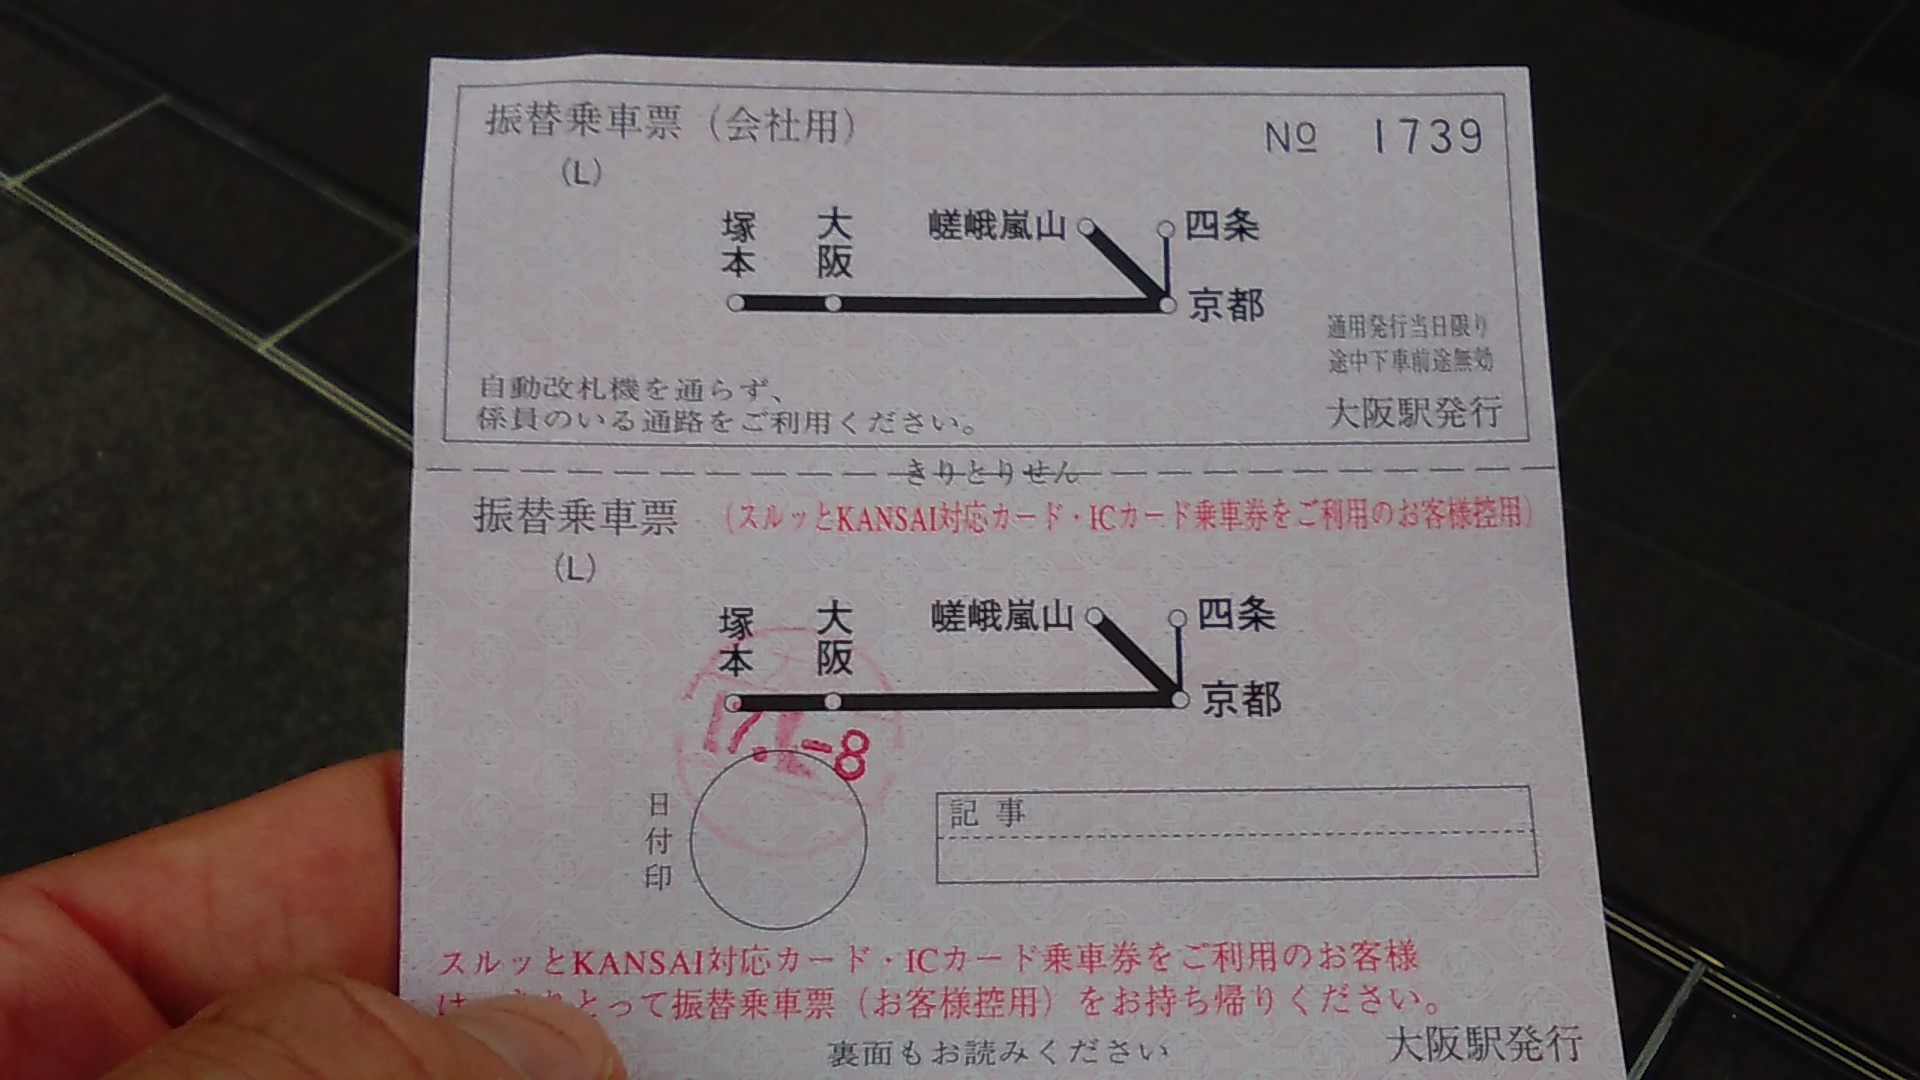 振替乗車票（会社用）
№ 1739
(L)
塚本
大阪
嵯峨嵐山
四条
京都
通用発行当日限り
途中下車前途無効
自動改札機を通らず、
係員のいる通路をご利用ください。
大阪駅発行
きりとりせん
振替乗車票 （スルッとKANSAI対応カード・ICカード乗車券をご利用のお客様控用）
(L)
塚本
大阪
嵯峨嵐山
四条
京都
17.1-8
日付印
記事
スルッとKANSAI対応カード・ICカード乗車券をご利用のお客様
は、きりとって振替乗車票（お客様控用）をお持ち帰りください。
裏面もお読みください
大阪駅発行